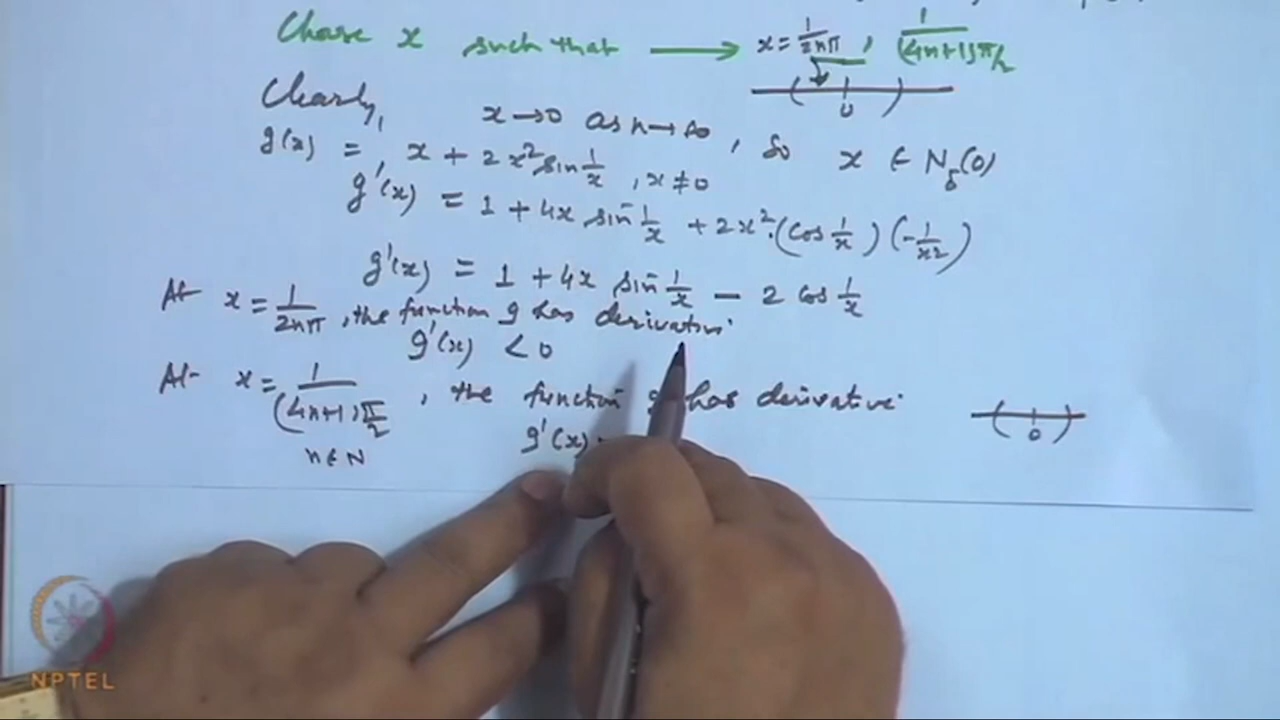 Chose x such that ⟶ x = 1/2nπ, 1/(4n+1)π/2
( 0 )
Clearly, x→0 as n→∞, So x ∈ N_δ(0)
g(x) = x + 2x² sin 1/x, x≠0
g'(x) = 1 + 4x sin 1/x + 2x².(cos 1/x)(-1/x2)
g'(x) = 1 + 4x sin 1/x — 2 cos 1/x
At x = 1/2nπ, the function g has derivative
g'(x) < 0
At x = 1/(4n+1)π/2, the function g has derivative
n ∈ N g'(x)
( 0 )
NPTEL